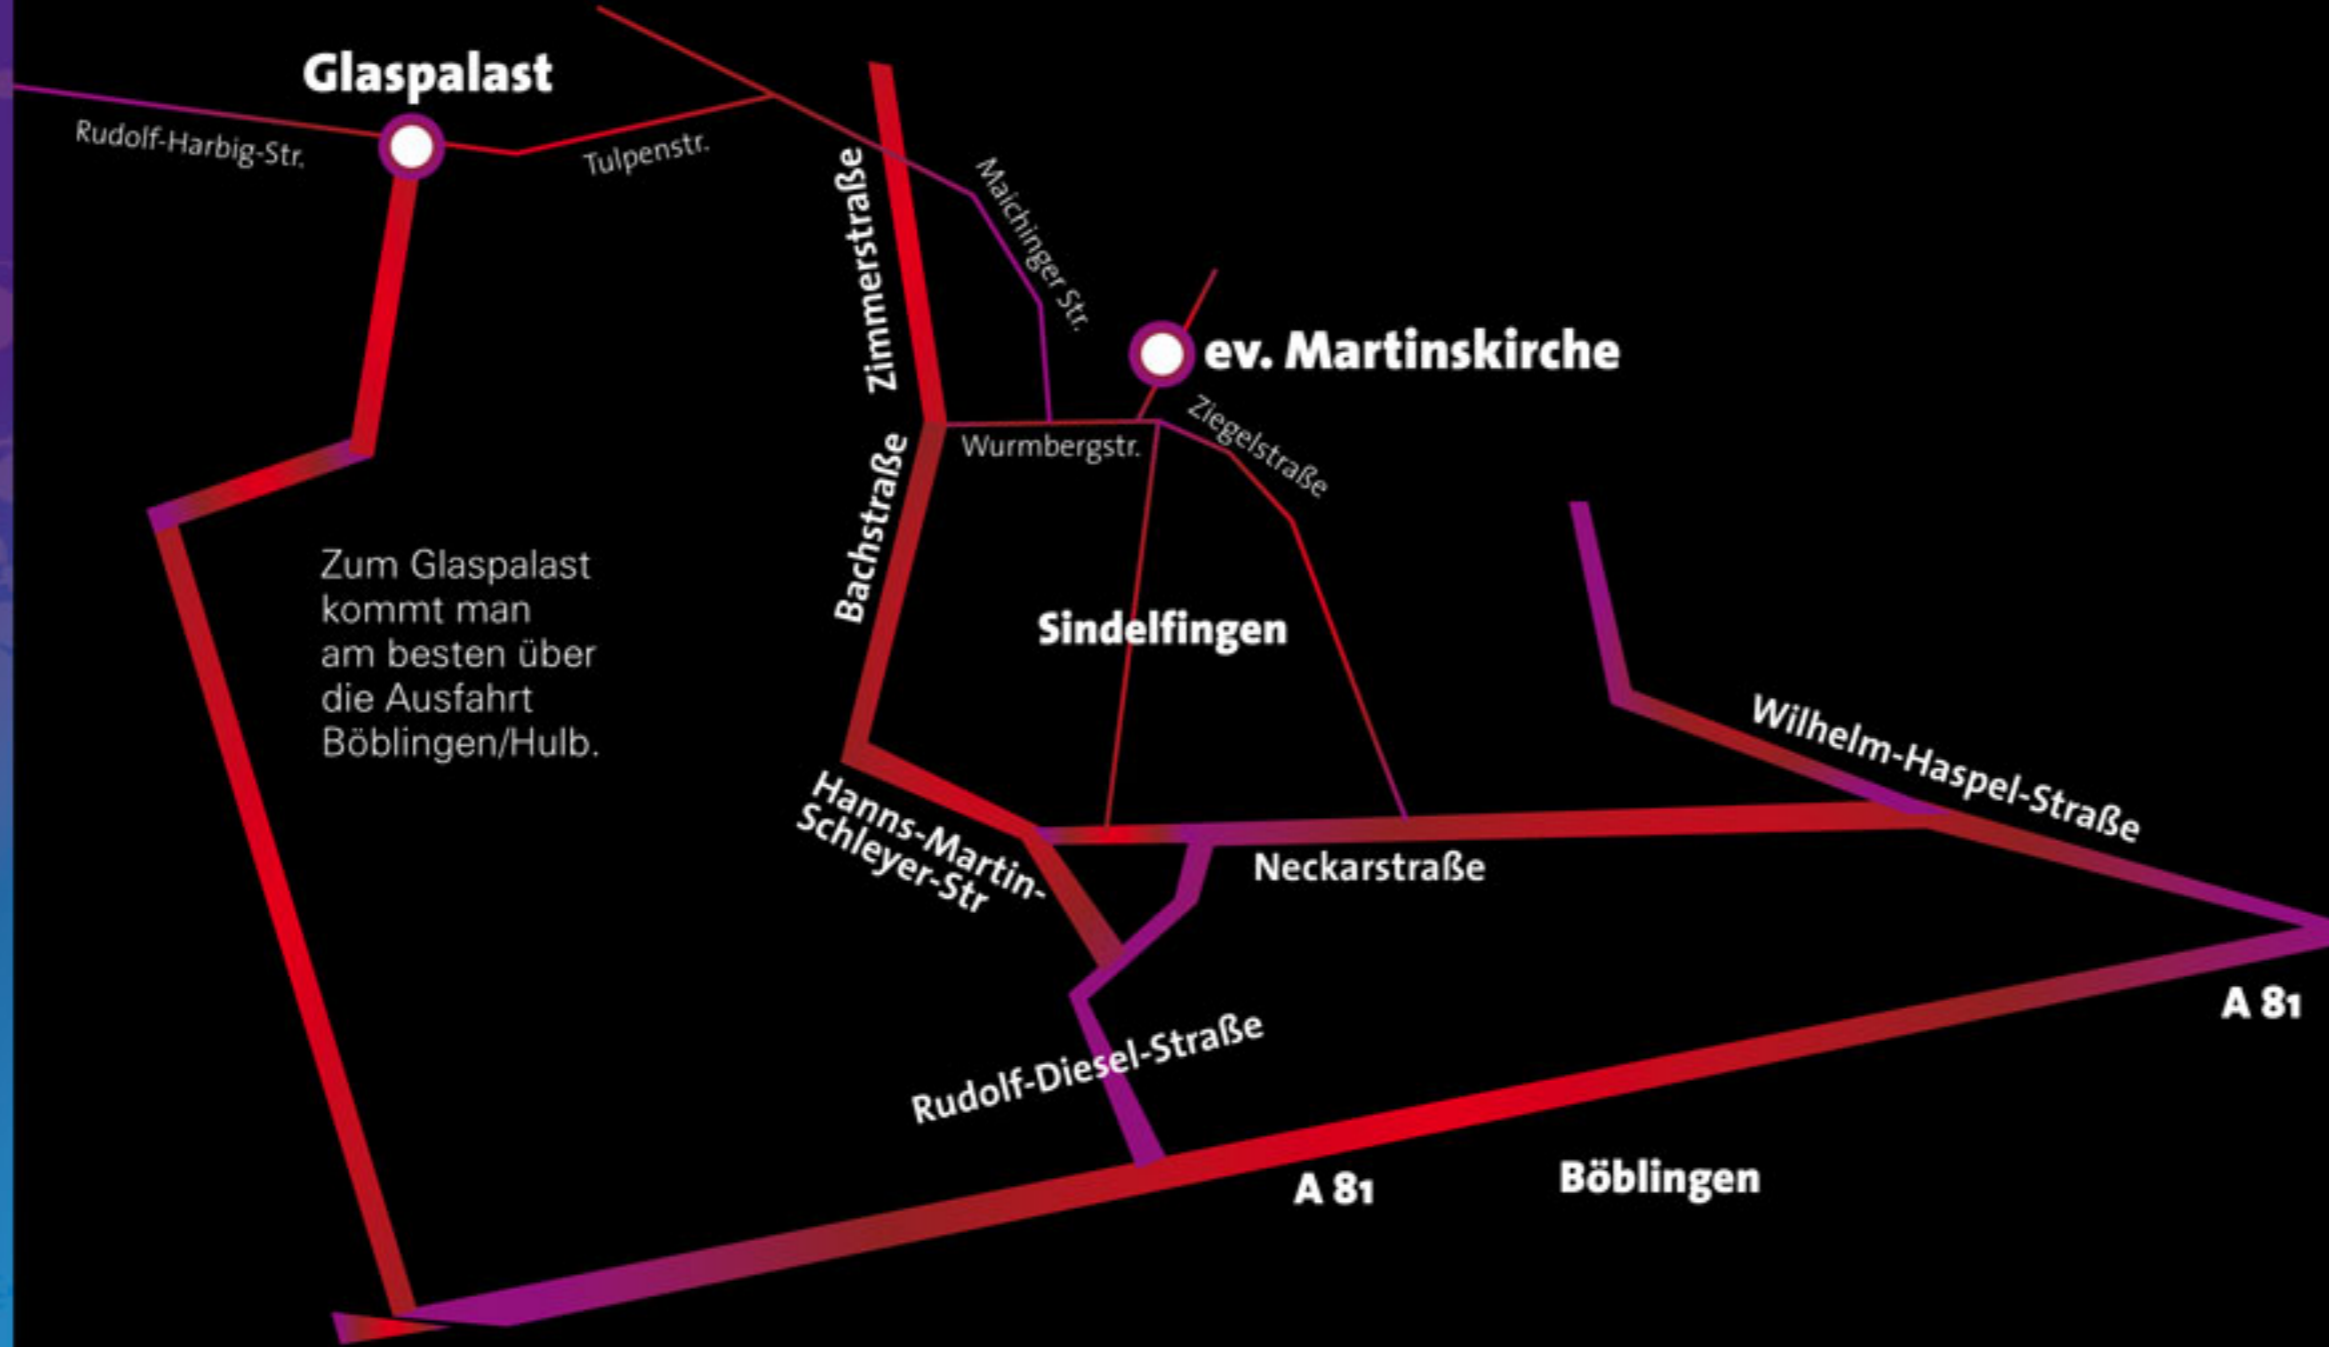 Glaspalast
Rudolf-Harbig-Str.
Tulpenstr.
Zimmerstraße
Maichinger Str.
ev. Martinskirche
Ziegelstraße
Wurmbergstr.
Bachstraße
Zum Glaspalast
kommt man
am besten über
die Ausfahrt
Böblingen/Hulb.
Sindelfingen
Wilhelm-Haspel-Straße
Hanns-Martin-
Schleyer-Str
Neckarstraße
A 81
Rudolf-Diesel-Straße
A 81
Böblingen